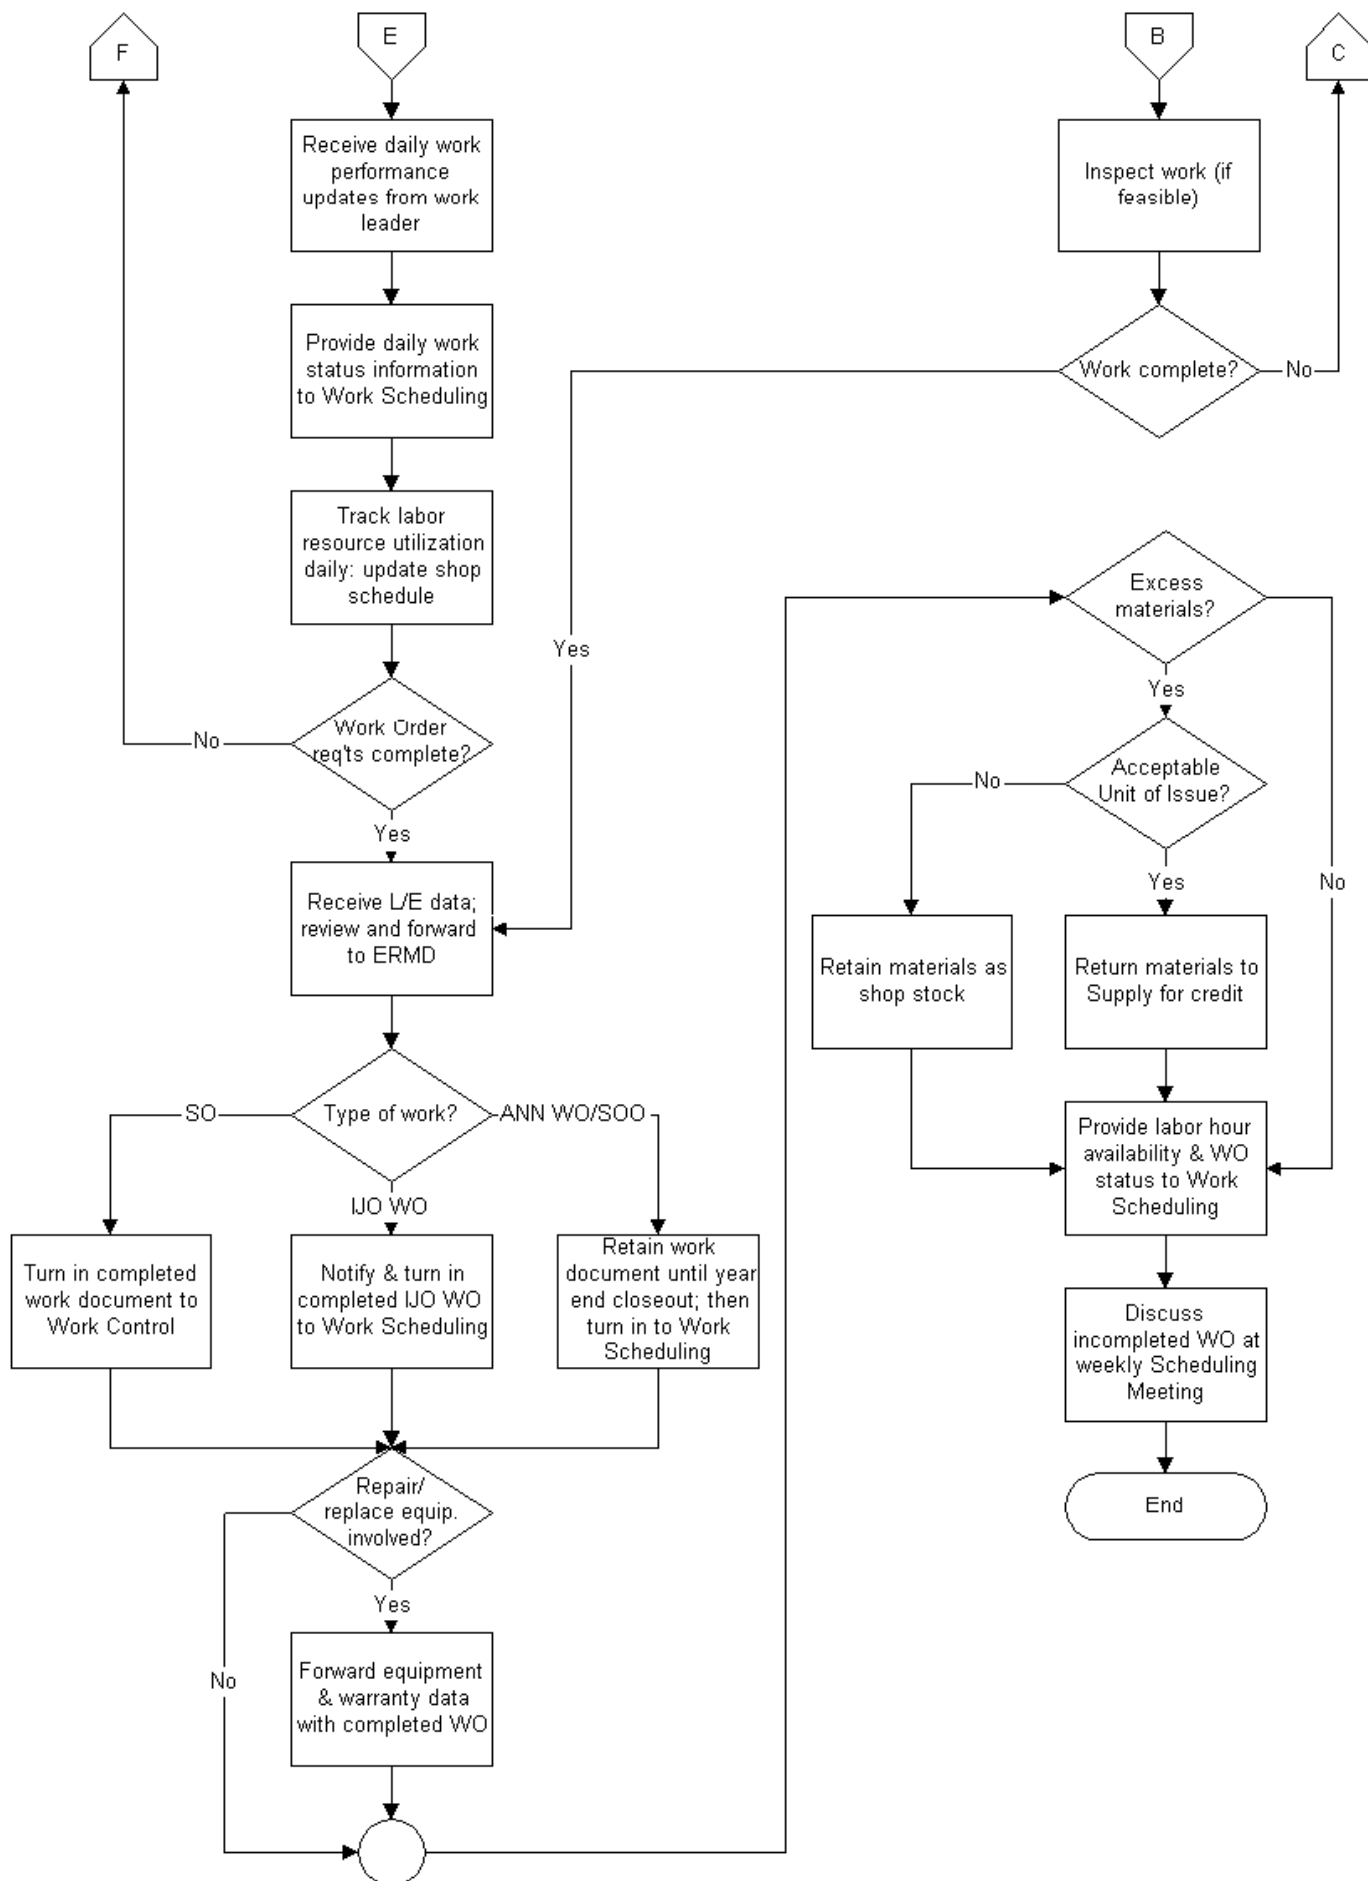 F
E
B
C
Receive daily work
performance
updates from work
leader
Inspect work (if
feasible)
Provide daily work
status information
to Work Scheduling
Work complete?
No
Track labor
resource utilization
daily: update shop
schedule
Excess
materials?
Yes
Yes
Work Order
req'ts complete?
No
Acceptable
Unit of Issue?
No
Yes
Yes
No
Receive L/E data;
review and forward
to ERMD
Retain materials as
shop stock
Return materials to
Supply for credit
Type of work?
SO
ANN WO/SOO
IJO WO
Provide labor hour
availability & WO
status to Work
Scheduling
Turn in completed
work document to
Work Control
Notify & turn in
completed IJO WO
to Work Scheduling
Retain work
document until year
end closeout; then
turn in to Work
Scheduling
Discuss
incompleted WO at
weekly Scheduling
Meeting
Repair/
replace equip.
involved?
End
Yes
No
Forward equipment
& warranty data
with completed WO